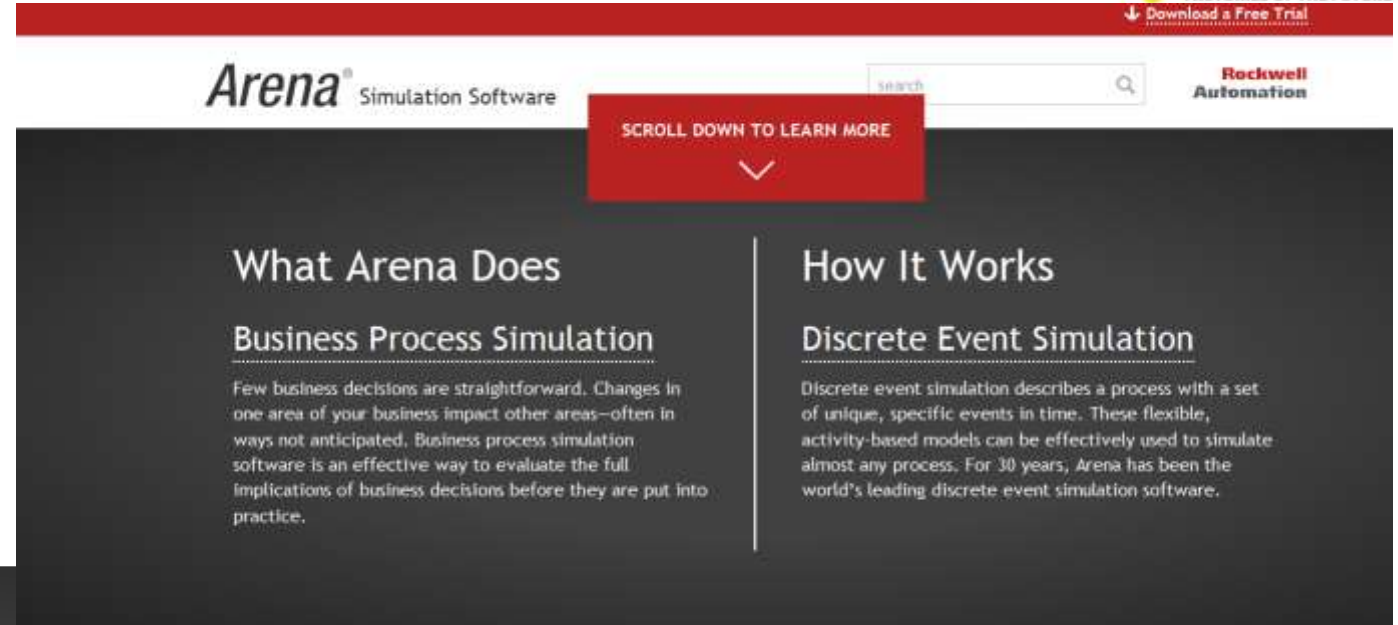 Download a Free Trial
Arena® Simulation Software
search
Rockwell
Automation
SCROLL DOWN TO LEARN MORE
What Arena Does
Business Process Simulation
Few business decisions are straightforward. Changes in
one area of your business impact other areas—often in
ways not anticipated. Business process simulation
software is an effective way to evaluate the full
implications of business decisions before they are put into
practice.
How It Works
Discrete Event Simulation
Discrete event simulation describes a process with a set
of unique, specific events in time. These flexible,
activity-based models can be effectively used to simulate
almost any process. For 30 years, Arena has been the
world's leading discrete event simulation software.